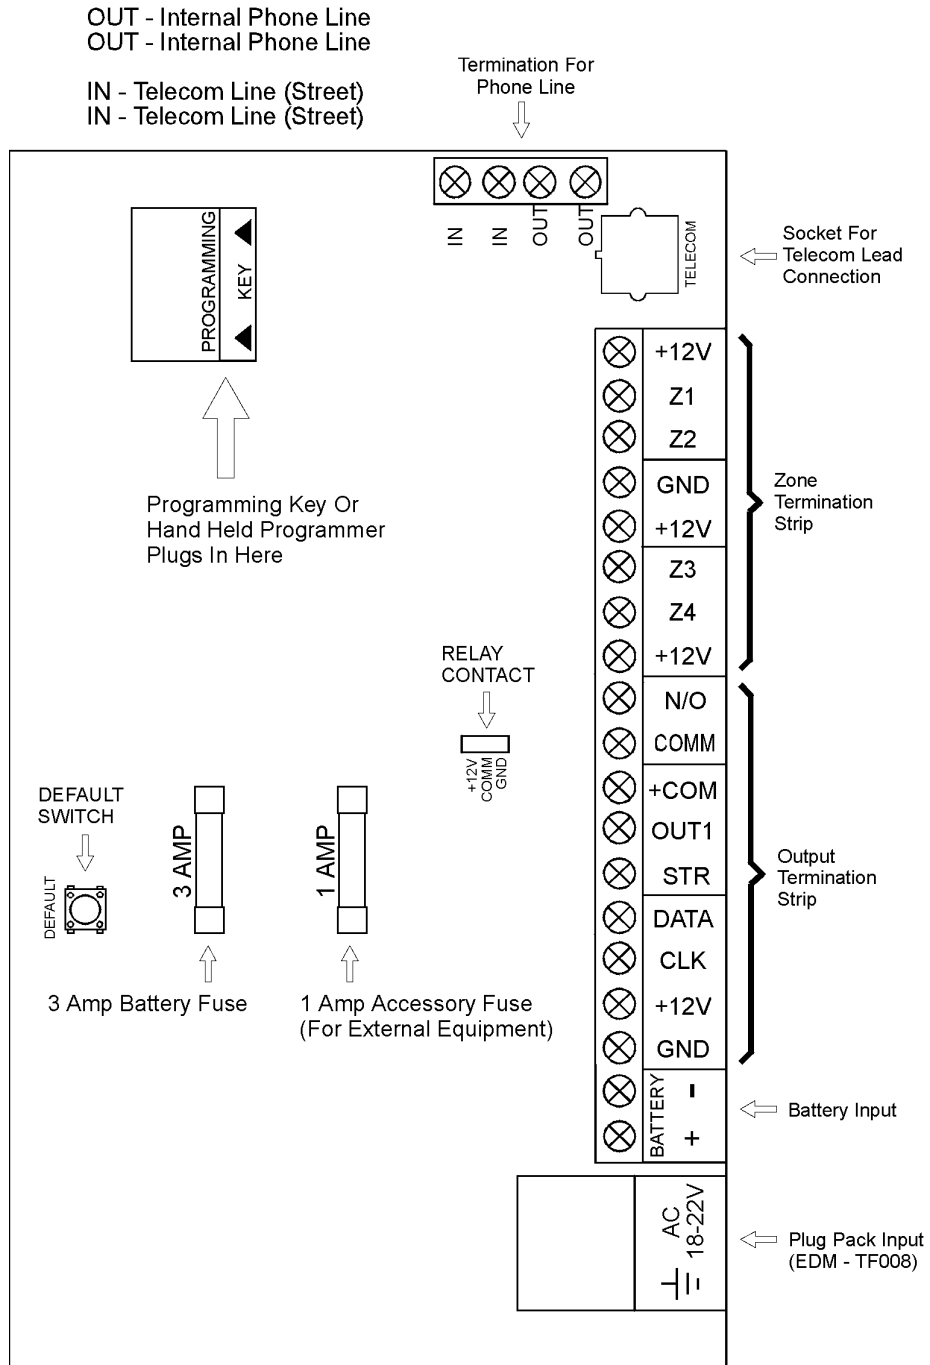 OUT - Internal Phone Line
OUT - Internal Phone Line
IN - Telecom Line (Street)
IN - Telecom Line (Street)
Termination For
Phone Line
IN
IN
OUT
OUT
TELECOM
Socket For
Telecom Lead
Connection
PROGRAMMING
KEY
Programming Key Or
Hand Held Programmer
Plugs In Here
+12V
Z1
Z2
GND
+12V
Z3
Z4
+12V
Zone
Termination
Strip
RELAY
CONTACT
+12V
COMM
GND
N/O
COMM
+COM
OUT1
STR
DATA
CLK
+12V
GND
Output
Termination
Strip
DEFAULT
SWITCH
DEFAULT
3 AMP
1 AMP
3 Amp Battery Fuse
1 Amp Accessory Fuse
(For External Equipment)
BATTERY
-
+
Battery Input
AC
18-22V
Plug Pack Input
(EDM - TF008)